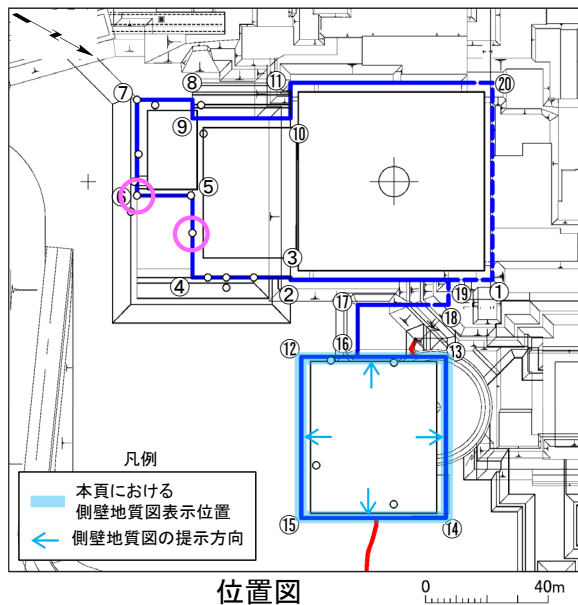 N
⑧
⑪
⑳
⑦
⑨
⑩
⑥
⑤
④
②
③
⑰
⑱
⑲
①
⑫
⑯
⑬
⑮
⑭
凡例
本頁における
側壁地質図表示位置
側壁地質図の提示方向
位置図
0 40m